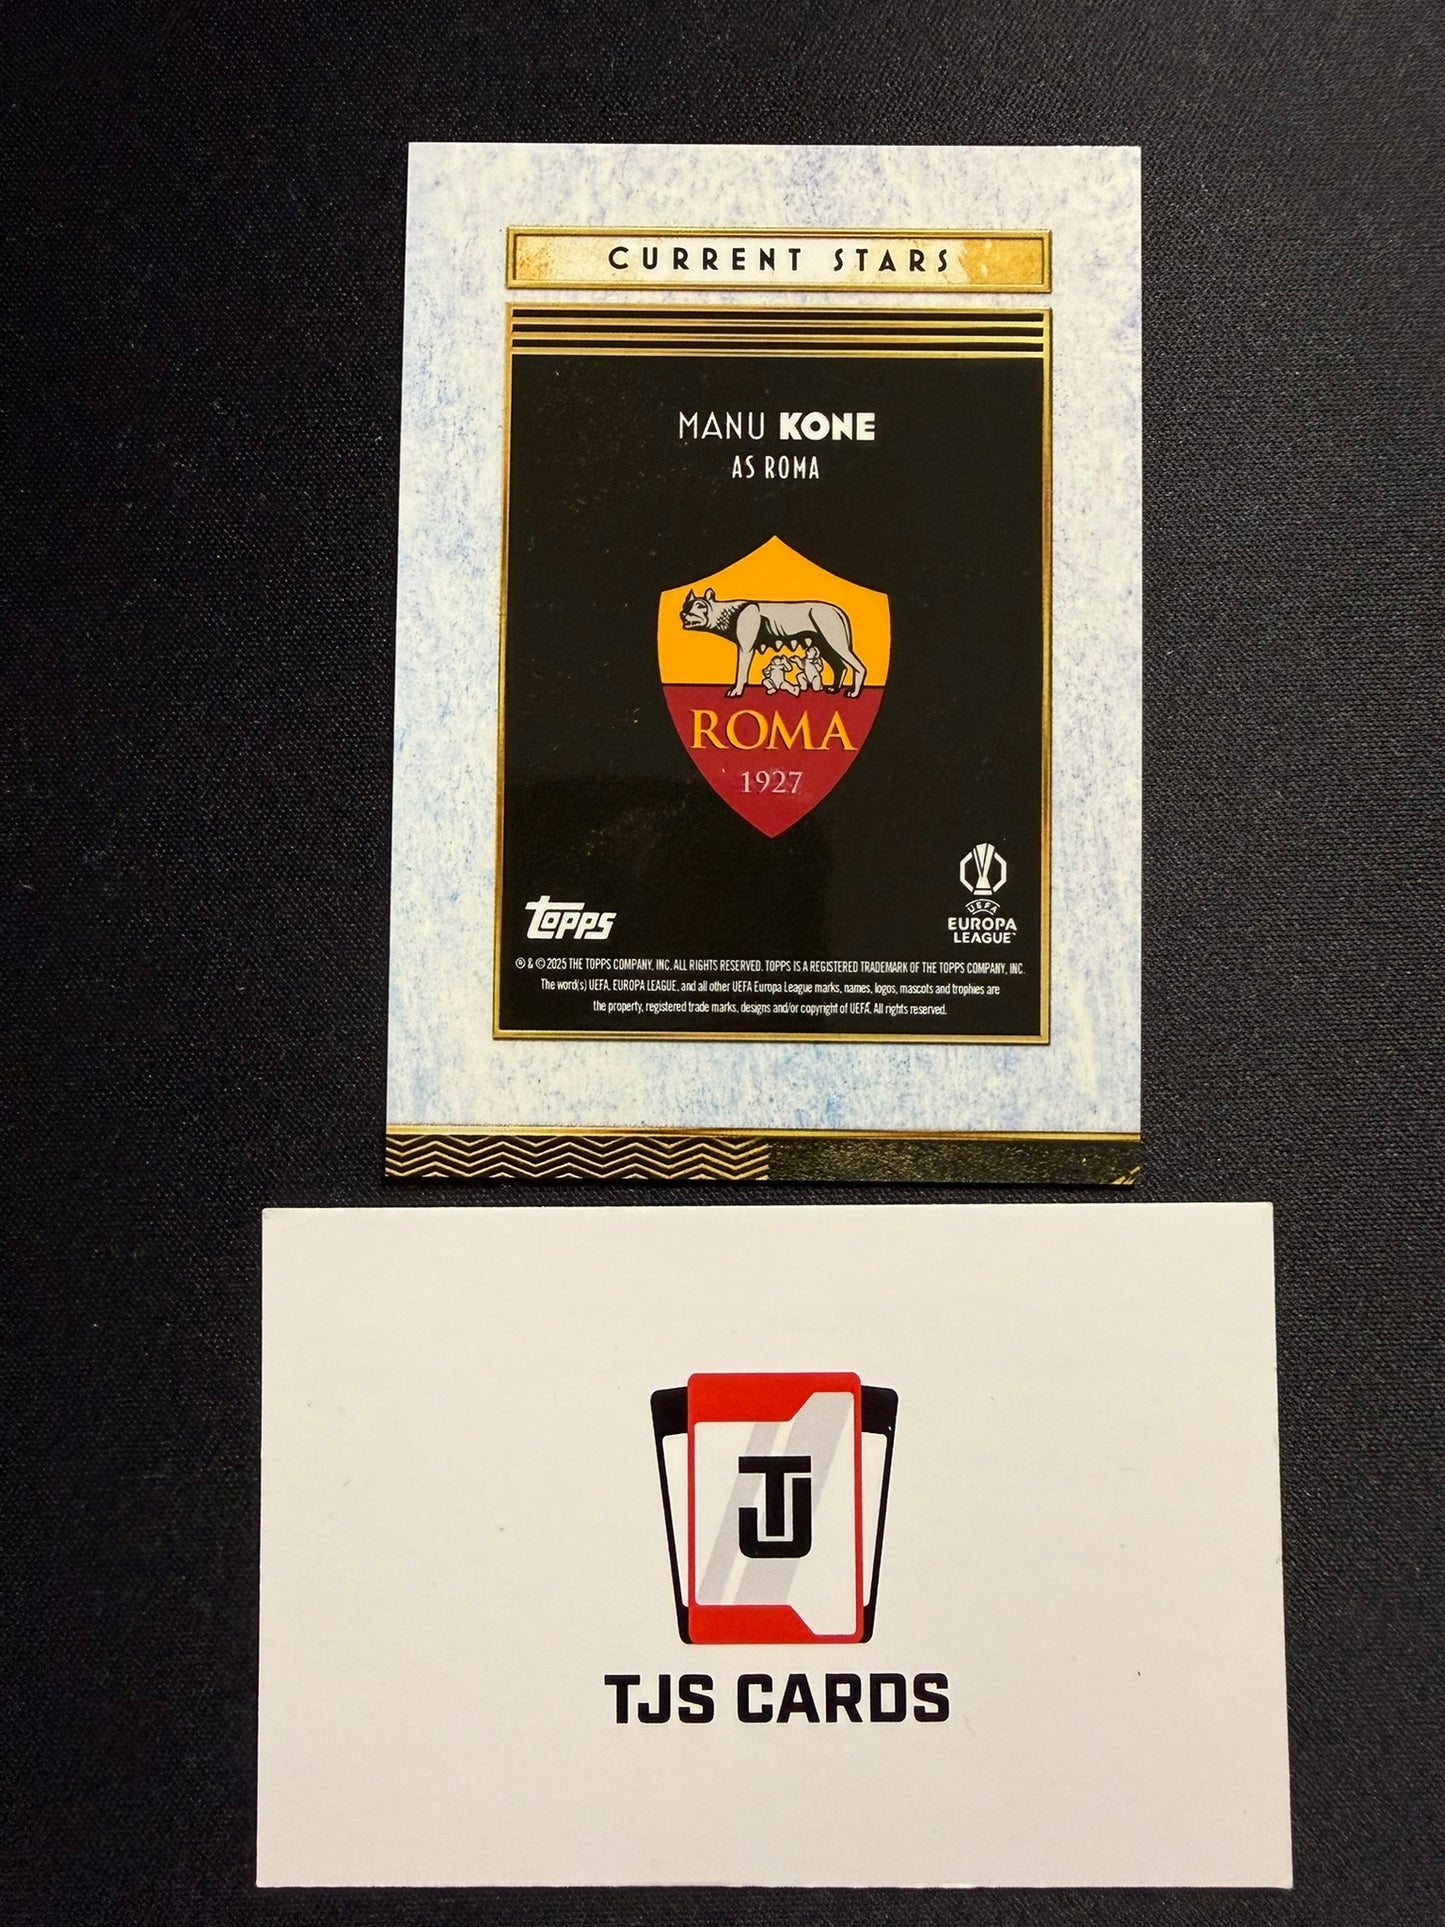 CURRENT STARS
MANU KONE
AS ROMA
ROMA
1927
topps
UEFA
EUROPA
LEAGUE™
® & © 2025 THE TOPPS COMPANY, INC. ALL RIGHTS RESERVED. TOPPS IS A REGISTERED TRADEMARK OF THE TOPPS COMPANY, INC.
The word(s) UEFA, EUROPA LEAGUE, and all other UEFA Europa League marks, names, logos, mascots and trophies are
the property, registered trade marks, designs and/or copyright of UEFA. All rights reserved.
TJ
TJS CARDS